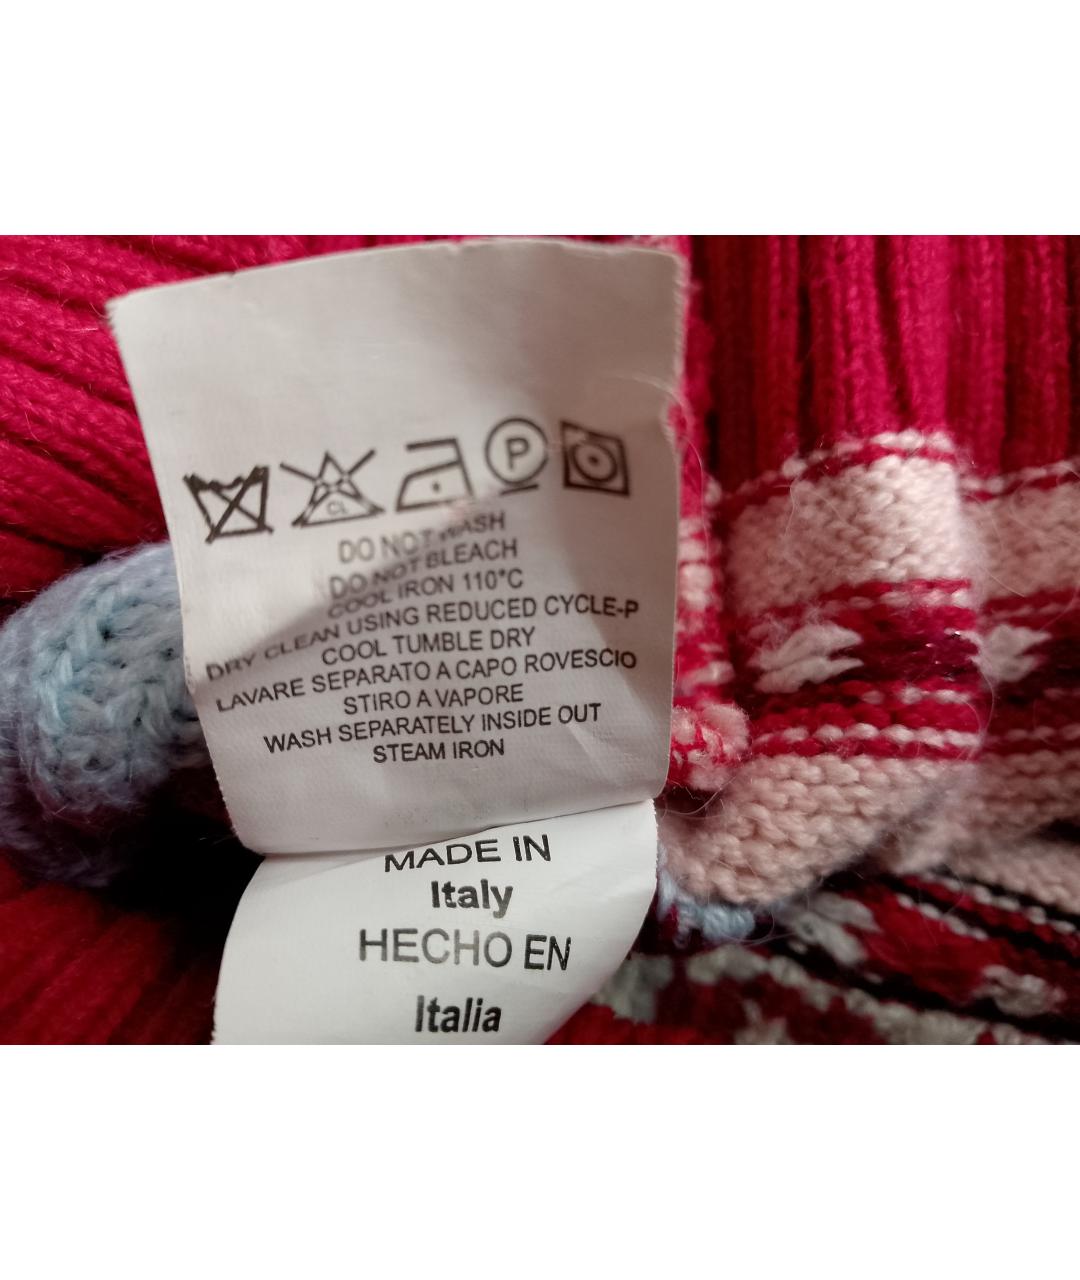 CL
P
DO NOT WASH
DO NOT BLEACH
COOL IRON 110°C
DRY CLEAN USING REDUCED CYCLE-P
COOL TUMBLE DRY
LAVARE SEPARATO A CAPO ROVESCIO
STIRO A VAPORE
WASH SEPARATELY INSIDE OUT
STEAM IRON
MADE IN
Italy
HECHO EN
Italia